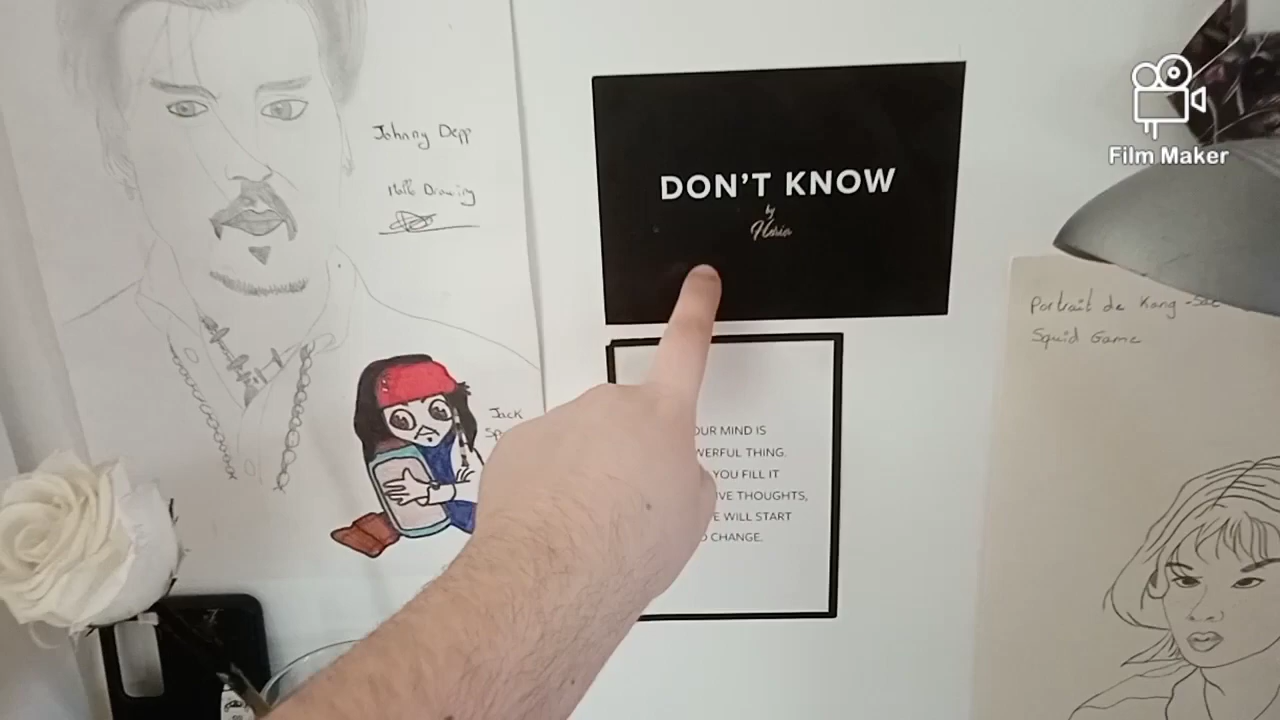 Johnny Depp
Drawing
Jack
DON'T KNOW
by
OUR MIND IS
WERFUL THING.
YOU FILL IT
IVE THOUGHTS,
E WILL START
O CHANGE.
Film Maker
Portrait de Kang-Sae
Squid Game